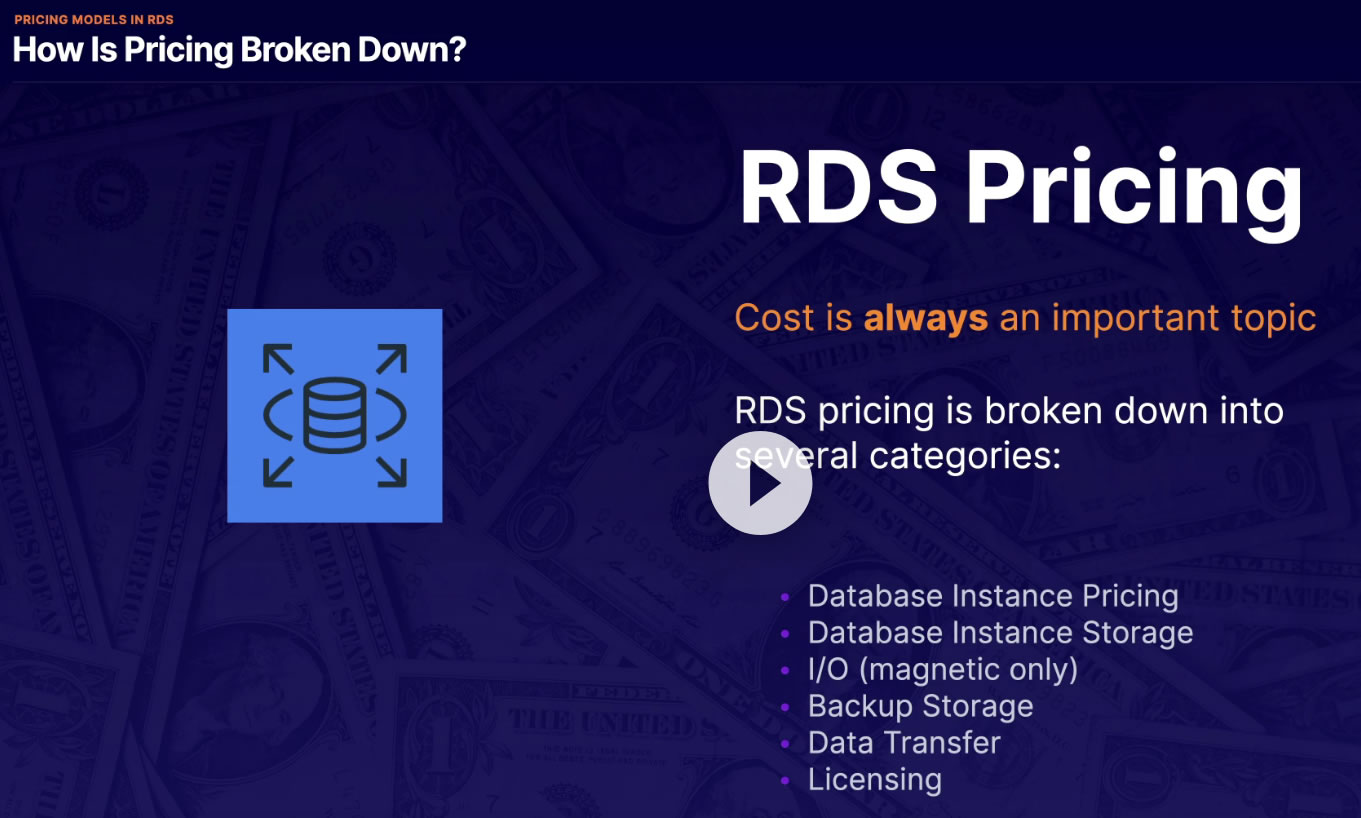 PRICING MODELS IN RDS
How Is Pricing Broken Down?
RDS Pricing
Cost is always an important topic
RDS pricing is broken down into
several categories:
• Database Instance Pricing
• Database Instance Storage
• I/O (magnetic only)
• Backup Storage
• Data Transfer
• Licensing